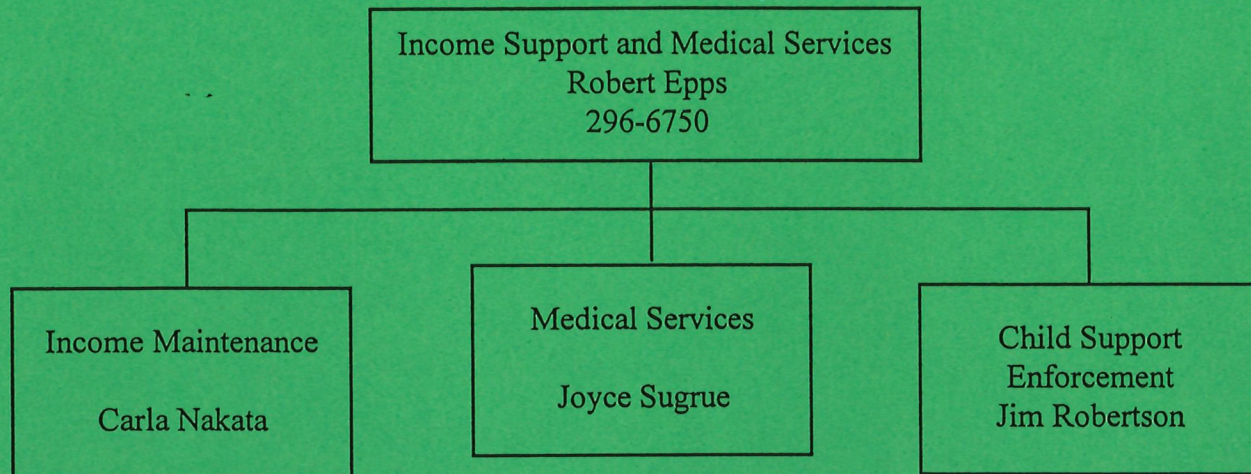 Income Support and Medical Services
Robert Epps
296-6750
Income Maintenance
Carla Nakata
Medical Services
Joyce Sugrue
Child Support
Enforcement
Jim Robertson